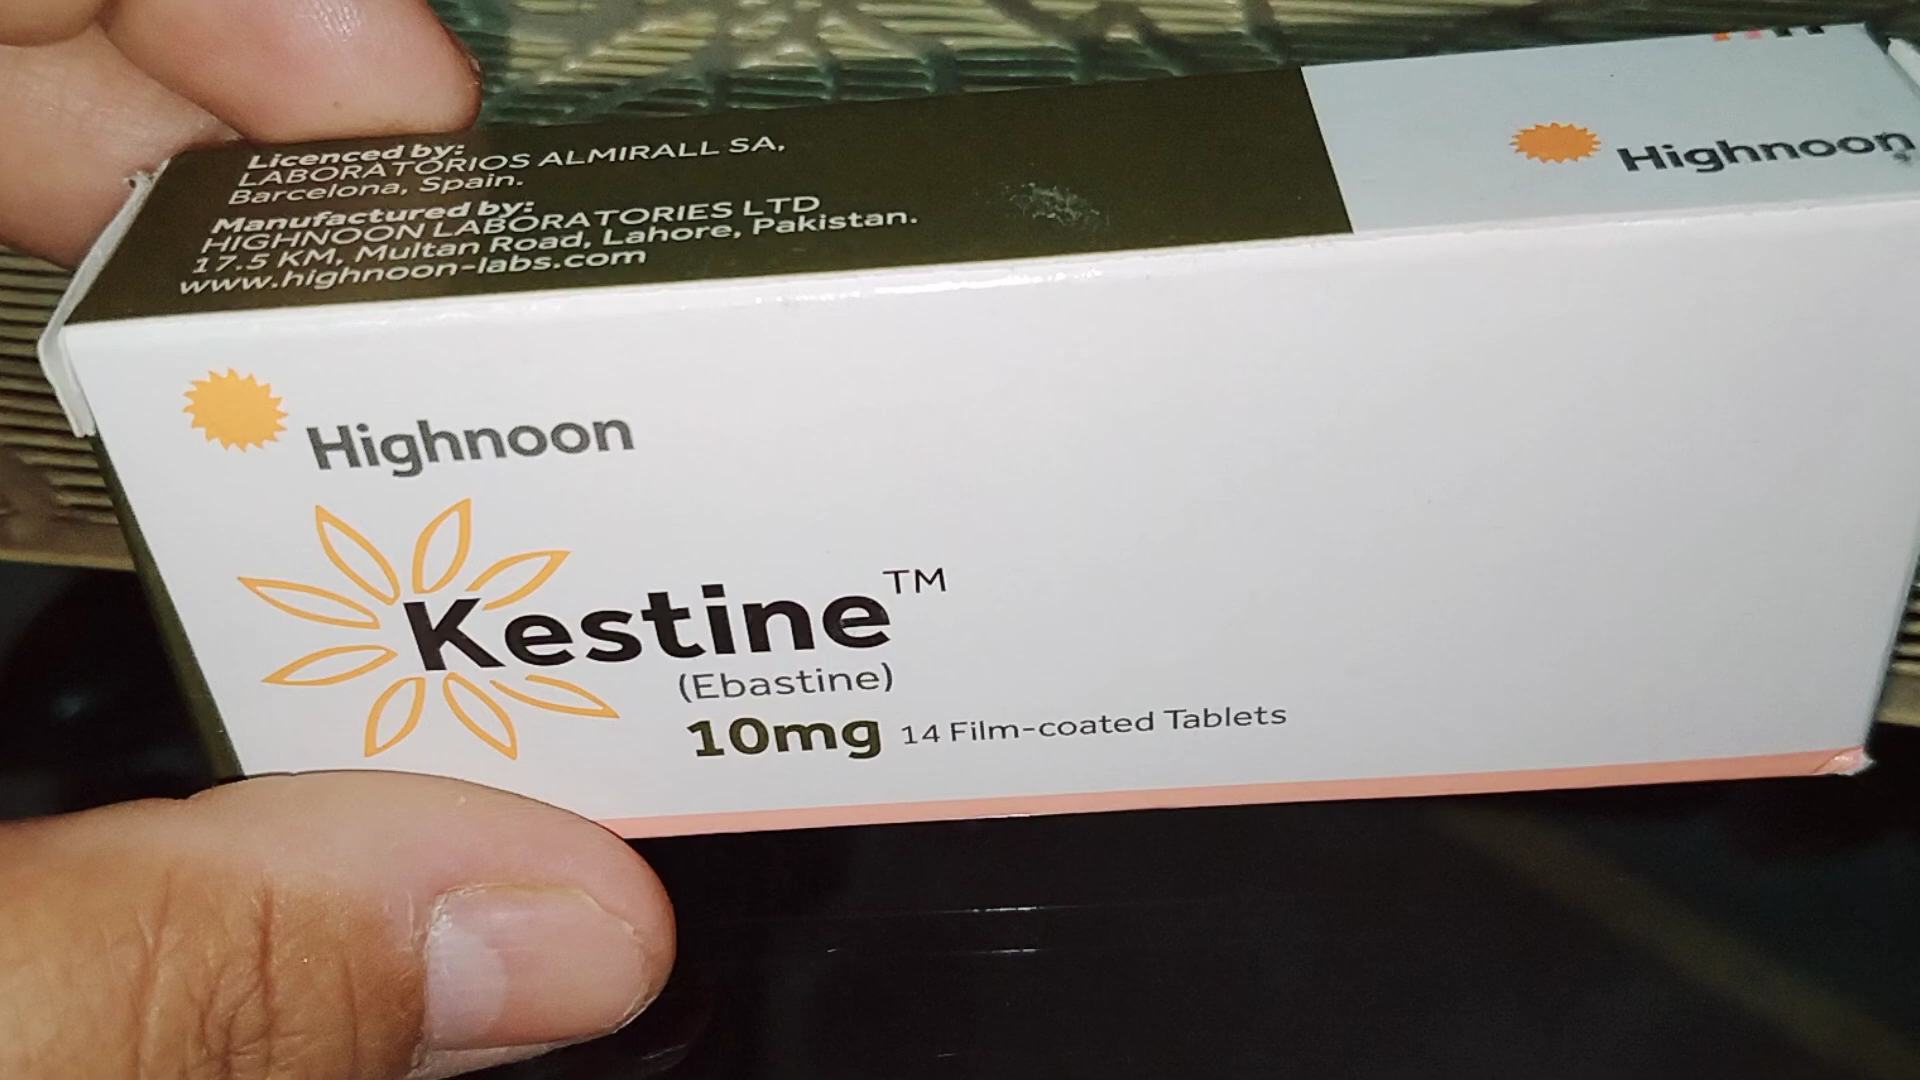 Licenced by:
LABORATORIOS ALMIRALL SA,
Barcelona, Spain.
Manufactured by:
HIGHNOON LABORATORIES LTD
17.5 KM, Multan Road, Lahore, Pakistan.
www.highnoon-labs.com
Highnoon
Highnoon
Kestine™
(Ebastine)
10mg 14 Film-coated Tablets